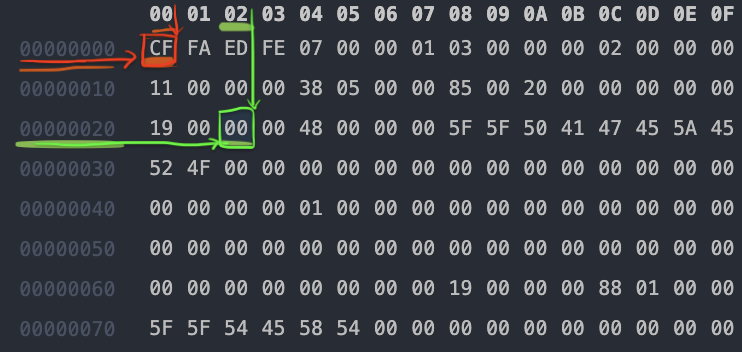 00 01 02 03 04 05 06 07 08 09 0A 0B 0C 0D 0E 0F
00000000 CF FA ED FE 07 00 00 01 03 00 00 00 02 00 00 00
00000010 11 00 00 00 38 05 00 00 85 00 20 00 00 00 00 00
00000020 19 00 00 00 48 00 00 00 5F 5F 50 41 47 45 5A 45
00000030 52 4F 00 00 00 00 00 00 00 00 00 00 00 00 00 00
00000040 00 00 00 00 01 00 00 00 00 00 00 00 00 00 00 00
00000050 00 00 00 00 00 00 00 00 00 00 00 00 00 00 00 00
00000060 00 00 00 00 00 00 00 00 19 00 00 00 88 01 00 00
00000070 5F 5F 54 45 58 54 00 00 00 00 00 00 00 00 00 00